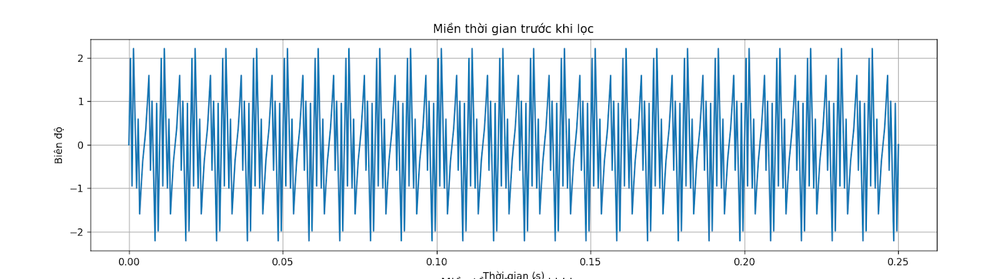 Miền thời gian trước khi lọc
Biên độ
2
1
0
−1
−2
0.00 0.05 0.10 0.15 0.20 0.25
Thời gian (s)